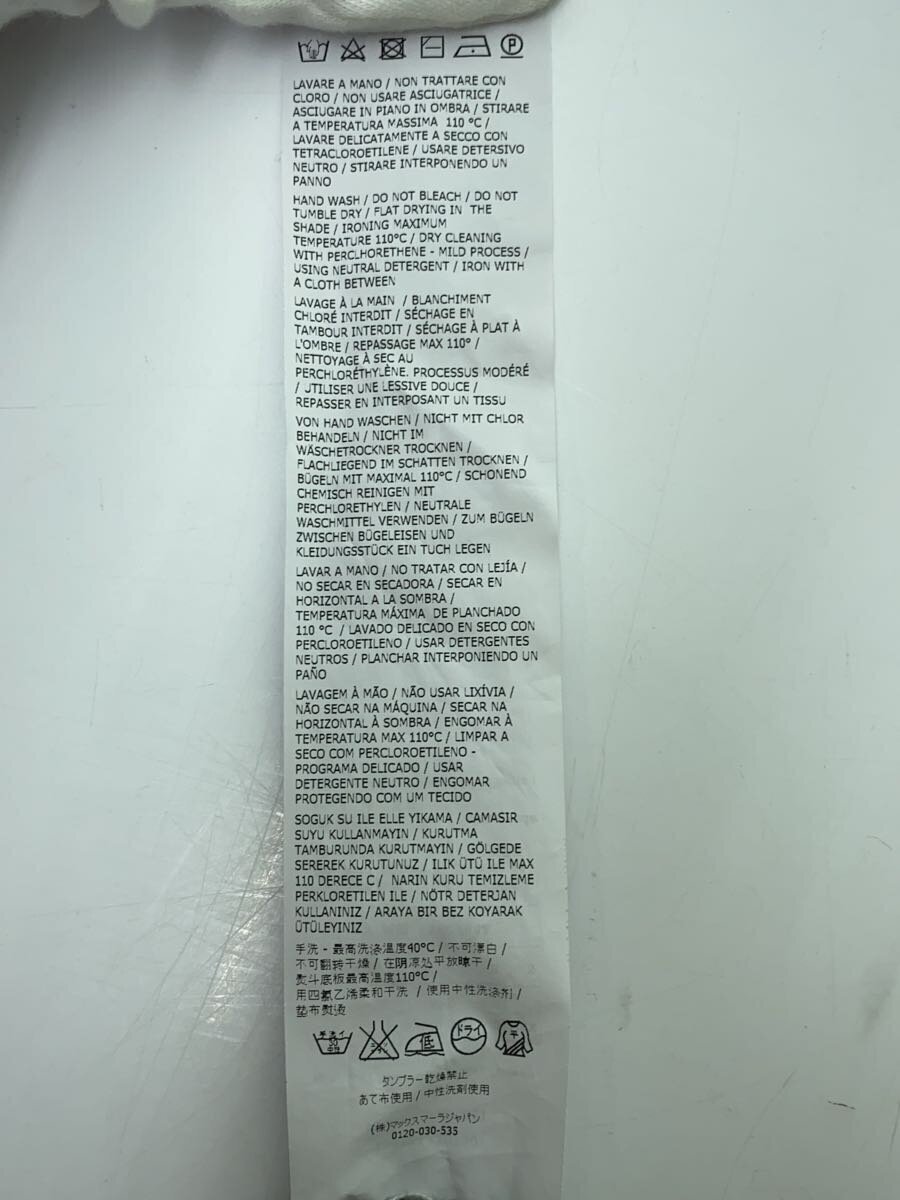 P
LAVARE A MANO / NON TRATTARE CON
CLORO / NON USARE ASCIUGATRICE /
ASCIUGARE IN PIANO IN OMBRA / STIRARE
A TEMPERATURA MASSIMA 110 °C /
LAVARE DELICATAMENTE A SECCO CON
TETRACLOROETILENE / USARE DETERSIVO
NEUTRO / STIRARE INTERPONENDO UN
PANNO
HAND WASH / DO NOT BLEACH / DO NOT
TUMBLE DRY / FLAT DRYING IN THE
SHADE / IRONING MAXIMUM
TEMPERATURE 110°C / DRY CLEANING
WITH PERCLHORETHENE - MILD PROCESS /
USING NEUTRAL DETERGENT / IRON WITH
A CLOTH BETWEEN
LAVAGE À LA MAIN / BLANCHIMENT
CHLORÉ INTERDIT / SÉCHAGE EN
TAMBOUR INTERDIT / SÉCHAGE À PLAT À
L'OMBRE / REPASSAGE MAX 110° /
NETTOYAGE À SEC AU
PERCHLORÉTHYLÈNE. PROCESSUS MODÉRÉ
/ UTILISER UNE LESSIVE DOUCE /
REPASSER EN INTERPOSANT UN TISSU
VON HAND WASCHEN / NICHT MIT CHLOR
BEHANDELN / NICHT IM
WÄSCHETROCKNER TROCKNEN /
FLACHLIEGEND IM SCHATTEN TROCKNEN /
BÜGELN MIT MAXIMAL 110°C / SCHONEND
CHEMISCH REINIGEN MIT
PERCHLORETHYLEN / NEUTRALE
WASCHMITTEL VERWENDEN / ZUM BÜGELN
ZWISCHEN BÜGELEISEN UND
KLEIDUNGSSTÜCK EIN TUCH LEGEN
LAVAR A MANO / NO TRATAR CON LEJÍA /
NO SECAR EN SECADORA / SECAR EN
HORIZONTAL A LA SOMBRA /
TEMPERATURA MÁXIMA DE PLANCHADO
110 °C / LAVADO DELICADO EN SECO CON
PERCLOROETILENO / USAR DETERGENTES
NEUTROS / PLANCHAR INTERPONIENDO UN
PAÑO
LAVAGEM À MÃO / NÃO USAR LIXÍVIA /
NÃO SECAR NA MÁQUINA / SECAR NA
HORIZONTAL À SOMBRA / ENGOMAR À
TEMPERATURA MAX 110°C / LIMPAR A
SECO COM PERCLOROETILENO -
PROGRAMA DELICADO / USAR
DETERGENTE NEUTRO / ENGOMAR
PROTEGENDO COM UM TECIDO
SOGUK SU ILE ELLE YIKAMA / CAMASIR
SUYU KULLANMAYIN / KURUTMA
TAMBURUNDA KURUTMAYIN / GÖLGEDE
SEREREK KURUTUNUZ / ILIK ÜTÜ ILE MAX
110 DERECE C / NARIN KURU TEMIZLEME
PERKLORETILEN ILE / NÖTR DETERJAN
KULLANINIZ / ARAYA BIR BEZ KOYARAK
ÜTÜLEYINIZ
手洗 - 最高洗涤温度40°C / 不可漂白 /
不可翻转干燥 / 在阴凉处平放晾干 /
熨斗底板最高温度110°C /
用四氯乙烯柔和干洗 / 使用中性洗涤剂 /
垫布熨烫
手洗イ 30 低 ドライ 平
タンブラー乾燥禁止
あて布使用 / 中性洗剤使用
(株)マックスマーラジャパン
0120-030-535